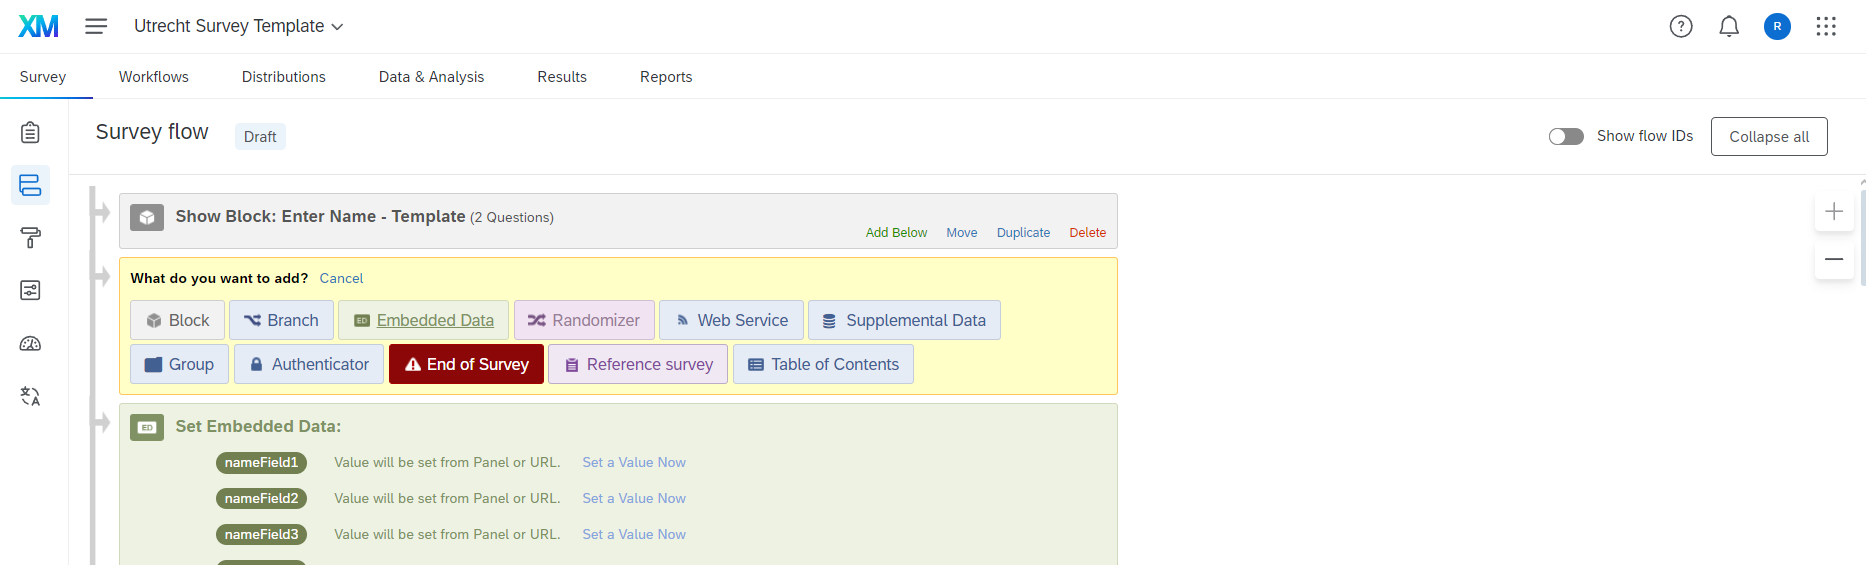 XM Utrecht Survey Template ? R
Survey Workflows Distributions Data & Analysis Results Reports
Survey flow Draft Show flow IDs Collapse all
Show Block: Enter Name - Template (2 Questions)
Add Below Move Duplicate Delete
What do you want to add? Cancel
Block Branch ED Embedded Data Randomizer Web Service Supplemental Data
Group Authenticator End of Survey Reference survey Table of Contents
ED Set Embedded Data:
nameField1 Value will be set from Panel or URL. Set a Value Now
nameField2 Value will be set from Panel or URL. Set a Value Now
nameField3 Value will be set from Panel or URL. Set a Value Now